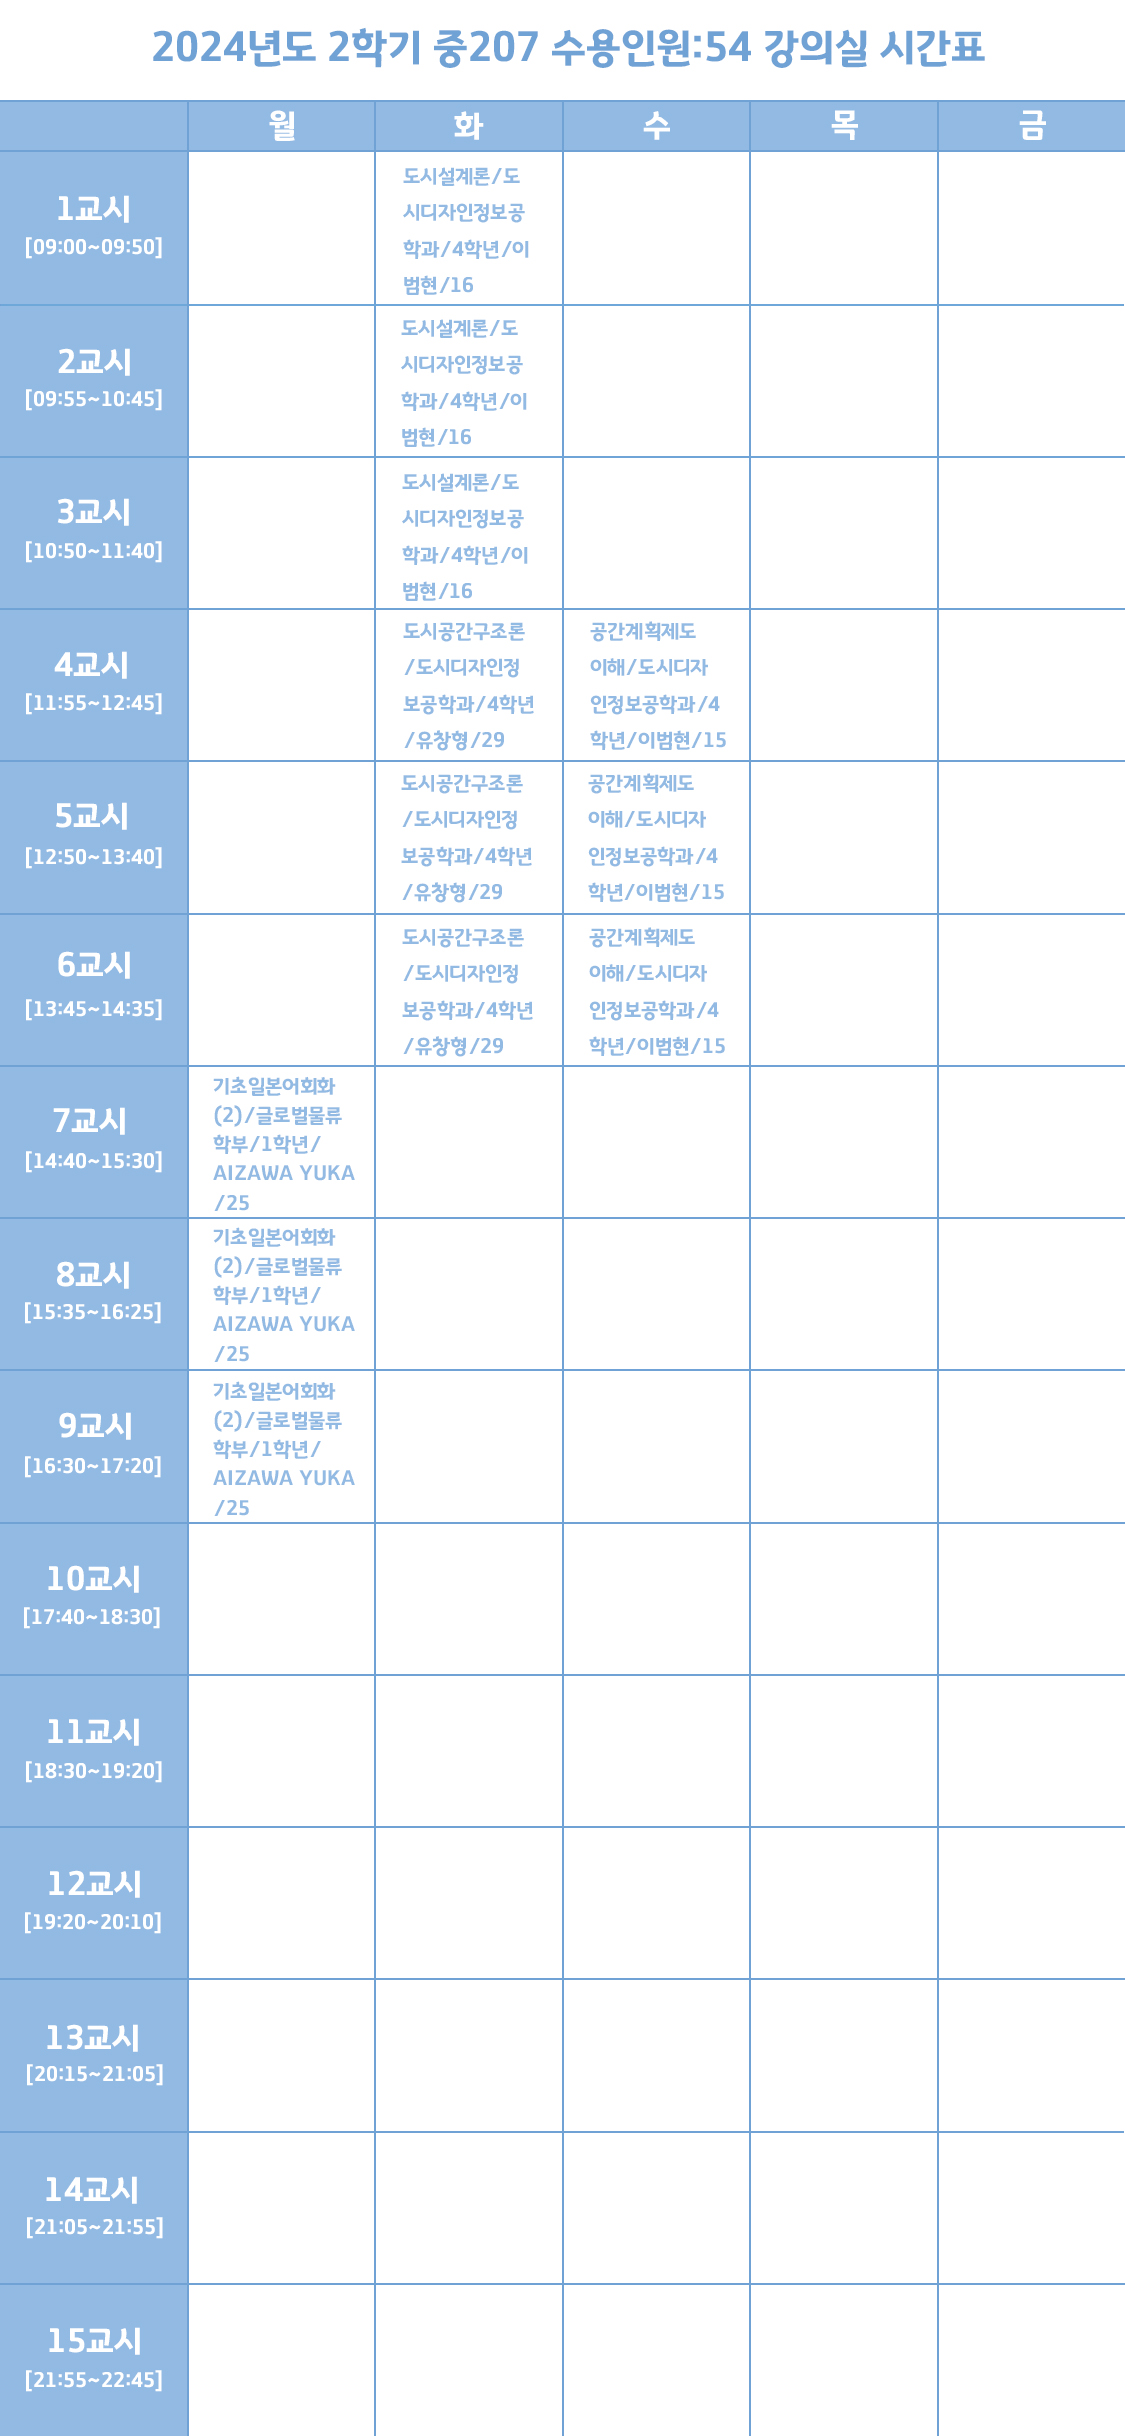 2024년도 2학기 중207 수용인원:54 강의실 시간표
월 화 수 목 금
1교시
[09:00~09:50]
도시설계론/도
시디자인정보공
학과/4학년/이
범현/16
2교시
[09:55~10:45]
도시설계론/도
시디자인정보공
학과/4학년/이
범현/16
3교시
[10:50~11:40]
도시설계론/도
시디자인정보공
학과/4학년/이
범현/16
4교시
[11:55~12:45]
도시공간구조론
/도시디자인정
보공학과/4학년
/유창형/29
공간계획제도
이해/도시디자
인정보공학과/4
학년/이범현/15
5교시
[12:50~13:40]
도시공간구조론
/도시디자인정
보공학과/4학년
/유창형/29
공간계획제도
이해/도시디자
인정보공학과/4
학년/이범현/15
6교시
[13:45~14:35]
도시공간구조론
/도시디자인정
보공학과/4학년
/유창형/29
공간계획제도
이해/도시디자
인정보공학과/4
학년/이범현/15
7교시
[14:40~15:30]
기초일본어회화
(2)/글로벌물류
학부/1학년/
AIZAWA YUKA
/25
8교시
[15:35~16:25]
기초일본어회화
(2)/글로벌물류
학부/1학년/
AIZAWA YUKA
/25
9교시
[16:30~17:20]
기초일본어회화
(2)/글로벌물류
학부/1학년/
AIZAWA YUKA
/25
10교시
[17:40~18:30]
11교시
[18:30~19:20]
12교시
[19:20~20:10]
13교시
[20:15~21:05]
14교시
[21:05~21:55]
15교시
[21:55~22:45]